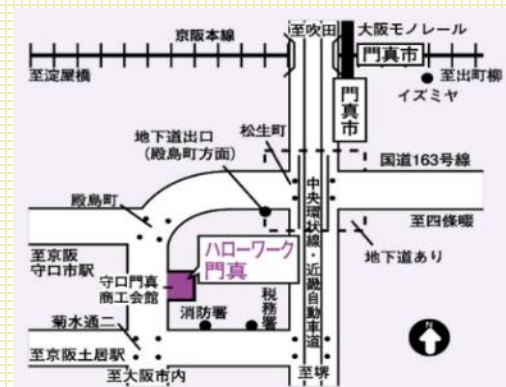 至吹田
大阪モノレール
京阪本線
門真市
至淀屋橋
至出町柳
イズミヤ
門真市
地下道出口
(殿島町方面)
松生町
国道163号線
殿島町
中央環状線・近畿自動車道
至四條畷
至京阪
守口市駅
ハローワーク
門真
地下道あり
守口門真
商工会館
消防署
税務署
菊水通二
至京阪土居駅
至大阪市内
至堺
N